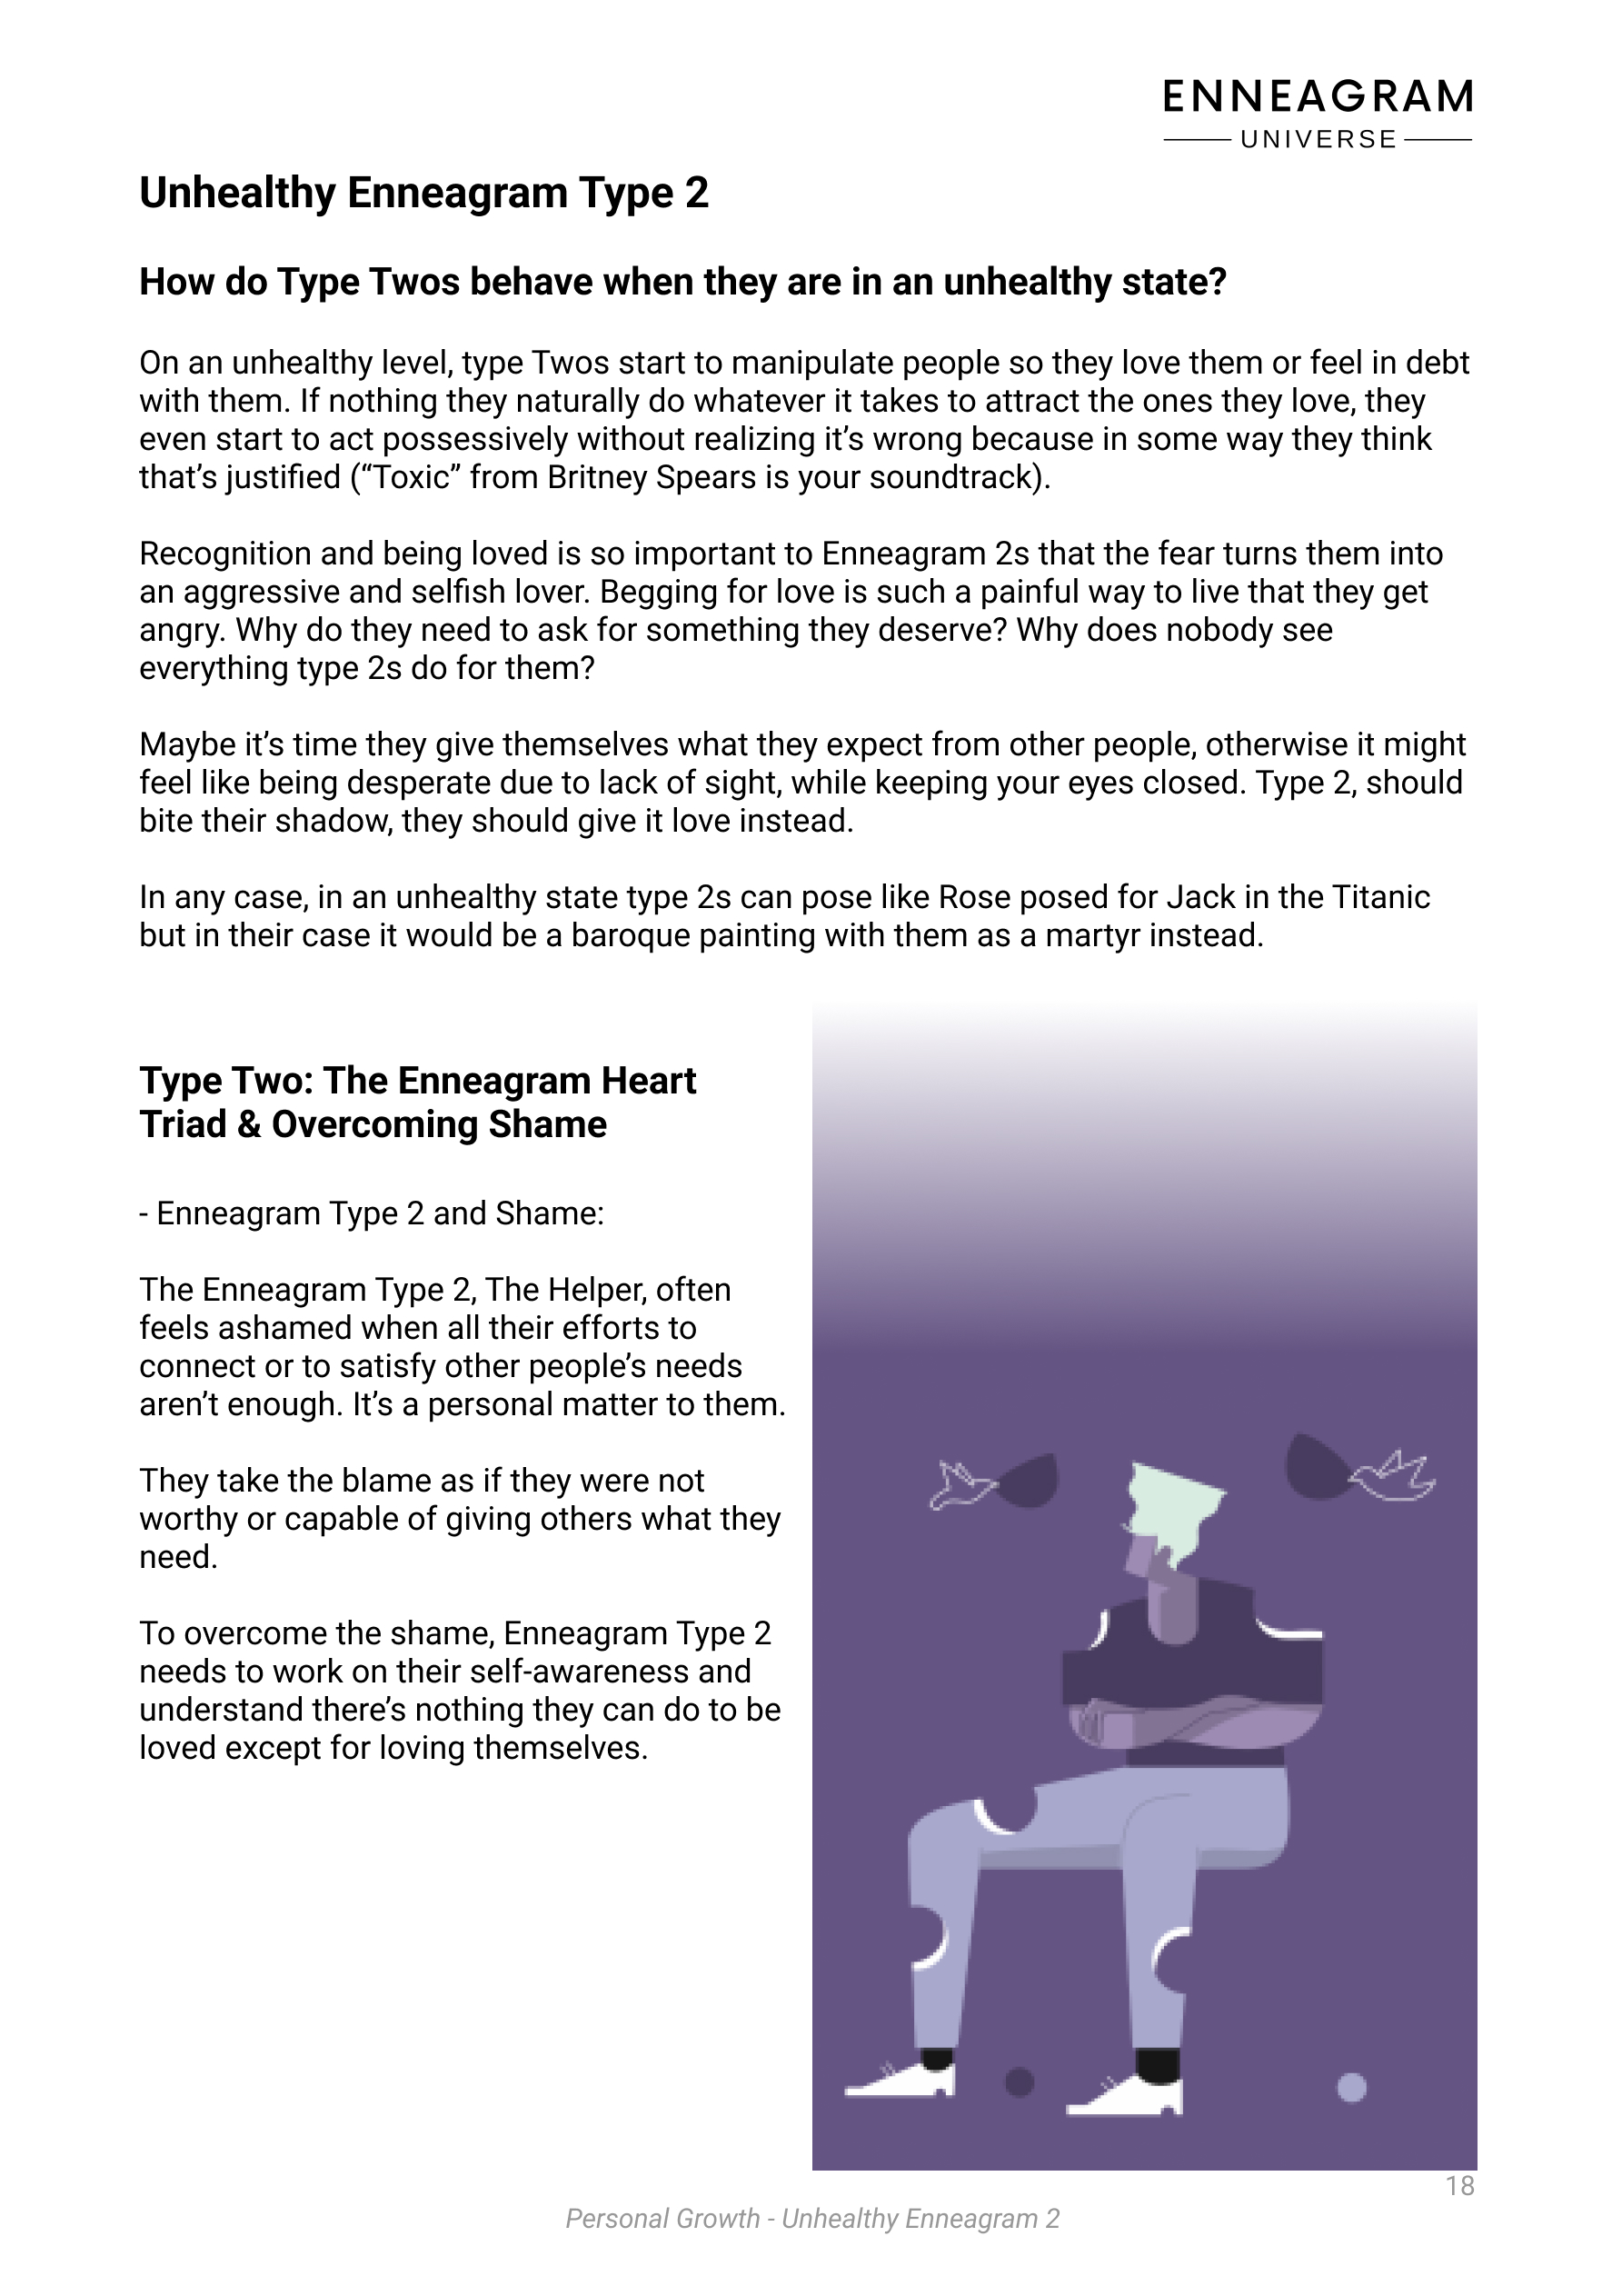 ENNEAGRAM
UNIVERSE
Unhealthy Enneagram Type 2
How do Type Twos behave when they are in an unhealthy state?
On an unhealthy level, type Twos start to manipulate people so they love them or feel in debt
with them. If nothing they naturally do whatever it takes to attract the ones they love, they
even start to act possessively without realizing it’s wrong because in some way they think
that’s justified (“Toxic” from Britney Spears is your soundtrack).
Recognition and being loved is so important to Enneagram 2s that the fear turns them into
an aggressive and selfish lover. Begging for love is such a painful way to live that they get
angry. Why do they need to ask for something they deserve? Why does nobody see
everything type 2s do for them?
Maybe it’s time they give themselves what they expect from other people, otherwise it might
feel like being desperate due to lack of sight, while keeping your eyes closed. Type 2, should
bite their shadow, they should give it love instead.
In any case, in an unhealthy state type 2s can pose like Rose posed for Jack in the Titanic
but in their case it would be a baroque painting with them as a martyr instead.
Type Two: The Enneagram Heart
Triad & Overcoming Shame
- Enneagram Type 2 and Shame:
The Enneagram Type 2, The Helper, often
feels ashamed when all their efforts to
connect or to satisfy other people’s needs
aren’t enough. It’s a personal matter to them.
They take the blame as if they were not
worthy or capable of giving others what they
need.
To overcome the shame, Enneagram Type 2
needs to work on their self-awareness and
understand there’s nothing they can do to be
loved except for loving themselves.
18
Personal Growth - Unhealthy Enneagram 2